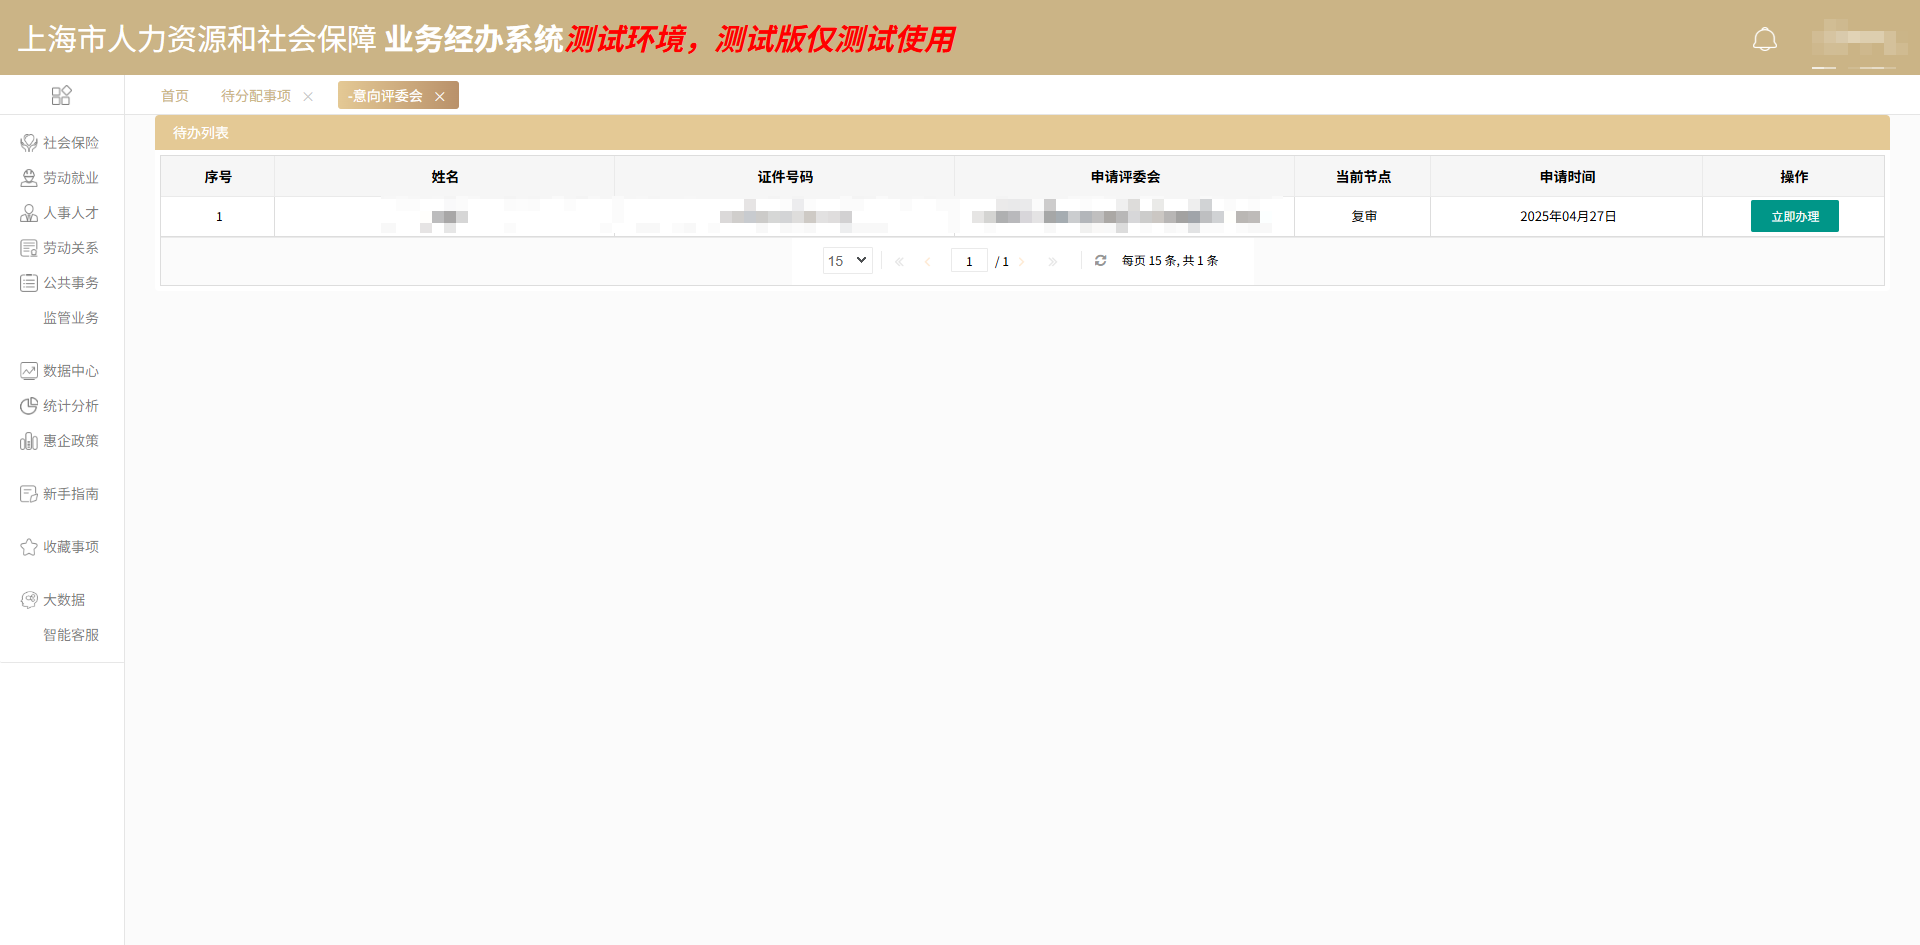 上海市人力资源和社会保障 业务经办系统测试环境，测试版仅测试使用
首页 待分配事项 -意向评委会
社会保险
劳动就业
人事人才
劳动关系
公共事务
监管业务
数据中心
统计分析
惠企政策
新手指南
收藏事项
大数据
智能客服
待办列表
序号 姓名 证件号码 申请评委会 当前节点 申请时间 操作
1 复审 2025年04月27日 立即办理
15 1 / 1 每页 15 条, 共 1 条